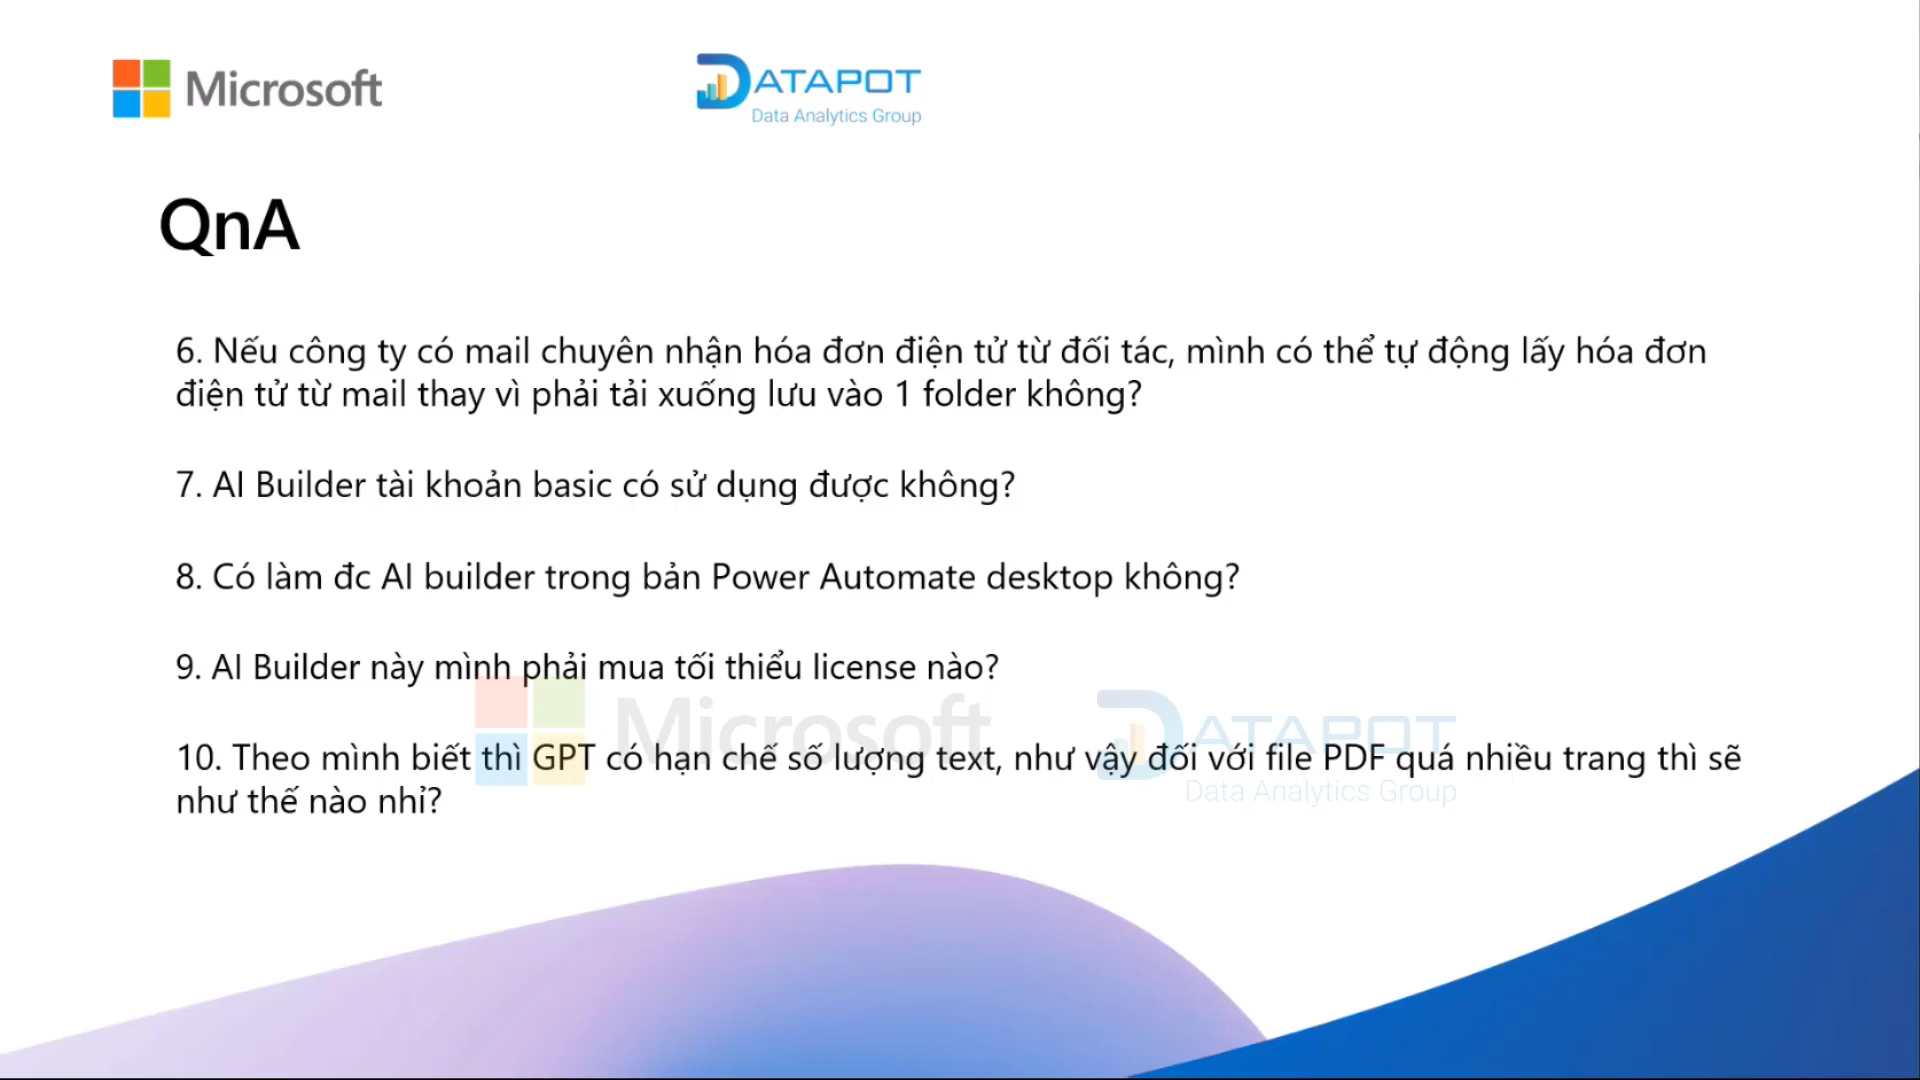 Microsoft
DATAPOT
Data Analytics Group
QnA
6. Nếu công ty có mail chuyên nhận hóa đơn điện tử từ đối tác, mình có thể tự động lấy hóa đơn
điện tử từ mail thay vì phải tải xuống lưu vào 1 folder không?
7. AI Builder tài khoản basic có sử dụng được không?
8. Có làm đc AI builder trong bản Power Automate desktop không?
9. AI Builder này mình phải mua tối thiểu license nào?
Microsoft
DATAPOT
10. Theo mình biết thì GPT có hạn chế số lượng text, như vậy đối với file PDF quá nhiều trang thì sẽ
như thế nào nhỉ?
Data Analytics Group